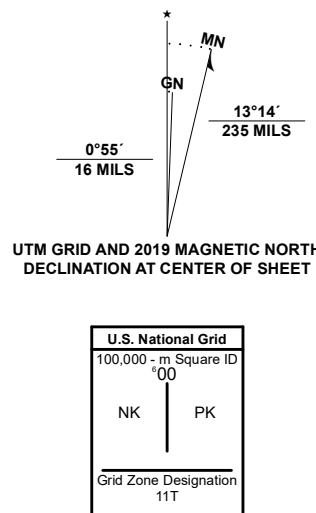 ★
MN
GN
13°14´
235 MILS
0°55´
16 MILS
UTM GRID AND 2019 MAGNETIC NORTH
DECLINATION AT CENTER OF SHEET
U.S. National Grid
100,000 - m Square ID
⁶00
NK PK
Grid Zone Designation
11T